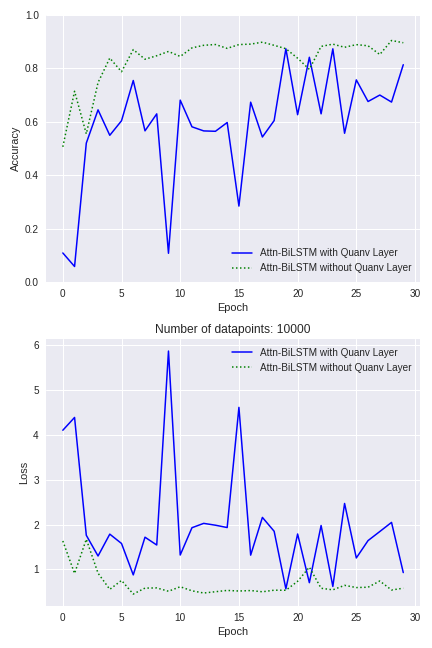 1.0
0.8
0.6
0.4
0.2
0.0
Accuracy
Attn-BiLSTM with Quanv Layer
Attn-BiLSTM without Quanv Layer
0 5 10 15 20 25 30
Epoch
Number of datapoints: 10000
6
5
4
3
2
1
Loss
Attn-BiLSTM with Quanv Layer
Attn-BiLSTM without Quanv Layer
0 5 10 15 20 25 30
Epoch